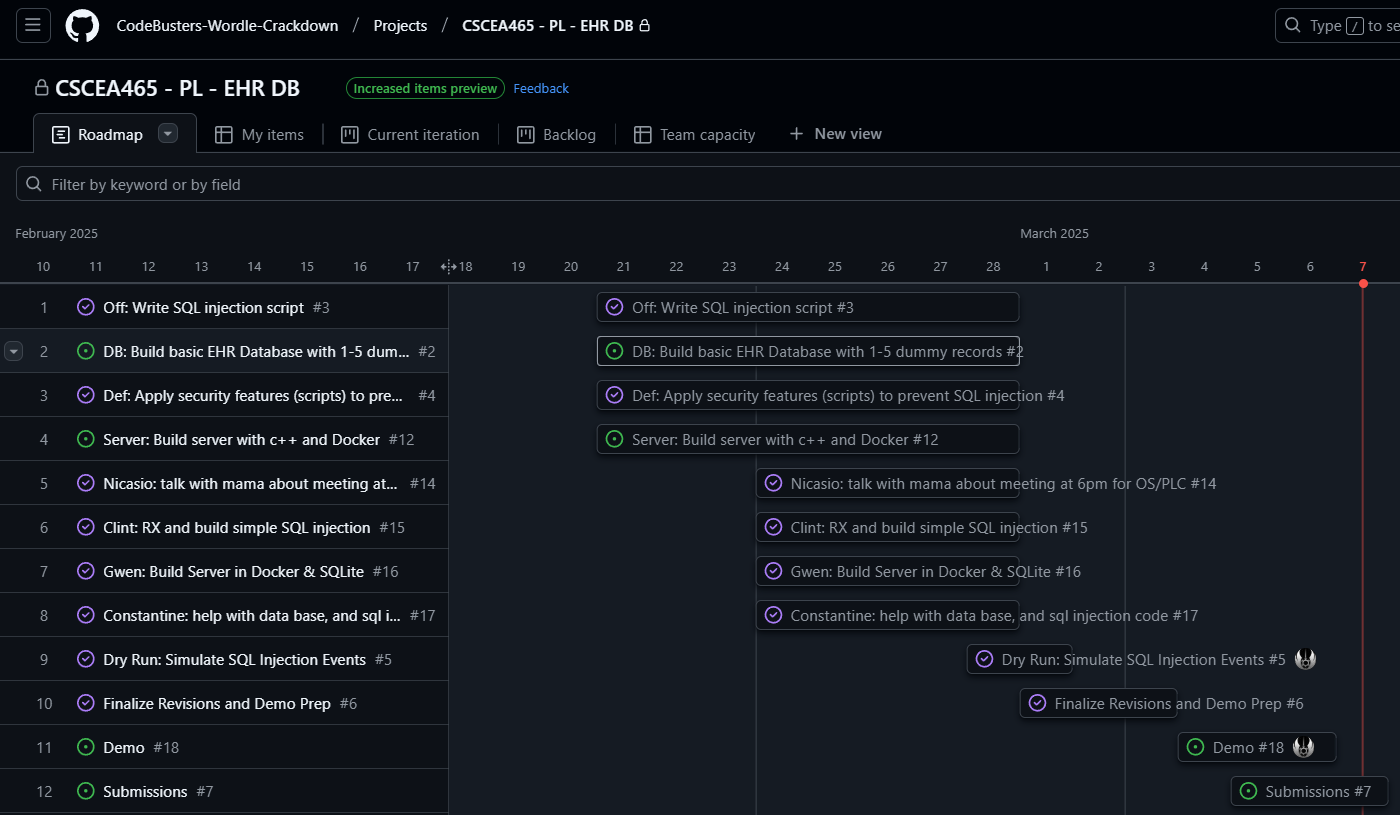 CodeBusters-Wordle-Crackdown / Projects / CSCEA465 - PL - EHR DB
Type / to se
CSCEA465 - PL - EHR DB Increased items preview Feedback
Roadmap My items Current iteration Backlog Team capacity + New view
Filter by keyword or by field
February 2025 March 2025
10 11 12 13 14 15 16 17 18 19 20 21 22 23 24 25 26 27 28 1 2 3 4 5 6 7
1 Off: Write SQL injection script #3 Off: Write SQL injection script #3
2 DB: Build basic EHR Database with 1-5 dum... #2 DB: Build basic EHR Database with 1-5 dummy records #2
3 Def: Apply security features (scripts) to pre... #4 Def: Apply security features (scripts) to prevent SQL injection #4
4 Server: Build server with c++ and Docker #12 Server: Build server with c++ and Docker #12
5 Nicasio: talk with mama about meeting at... #14 Nicasio: talk with mama about meeting at 6pm for OS/PLC #14
6 Clint: RX and build simple SQL injection #15 Clint: RX and build simple SQL injection #15
7 Gwen: Build Server in Docker & SQLite #16 Gwen: Build Server in Docker & SQLite #16
8 Constantine: help with data base, and sql i... #17 Constantine: help with data base, and sql injection code #17
9 Dry Run: Simulate SQL Injection Events #5 Dry Run: Simulate SQL Injection Events #5
10 Finalize Revisions and Demo Prep #6 Finalize Revisions and Demo Prep #6
11 Demo #18 Demo #18
12 Submissions #7 Submissions #7